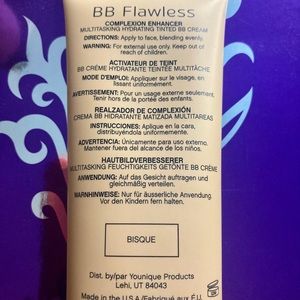 BB Flawless
COMPLEXION ENHANCER
MULTITASKING HYDRATING TINTED BB CREAM
DIRECTIONS: Apply to face, blending evenly.
WARNING: For external use only. Keep out of
reach of children.
ACTIVATEUR DE TEINT
BB CRÈME HYDRATANTE TEINTÉE MULTITÂCHE
MODE D'EMPLOI: Appliquer sur le visage, en
lissant uniformément.
AVERTISSEMENT: Pour un usage externe seulement.
Tenir hors de la portée des enfants.
REALZADOR DE COMPLEXIÓN
CREMA BB HIDRATANTE MATIZADA MULTITAREAS
INSTRUCCIONES: Aplique en la cara,
distribuyéndola uniformemente.
ADVERTENCIA: Únicamente para uso externo.
Mantener fuera del alcance de los niños.
HAUTBILDVERBESSERER
MULTITASKING FEUCHTIGKEITS GETÖNTE BB CRÈME
ANWENDUNG: Auf das Gesicht auftragen und
gleichmäßig verteilen.
WARNHINWEISE: Nur für äusserliche Anwendung.
Vor den Kindern fern halten.
BISQUE
Dist. by/par Younique Products
Lehi, UT 84043
Made in the U.S.A./Fabriqué aux É.U